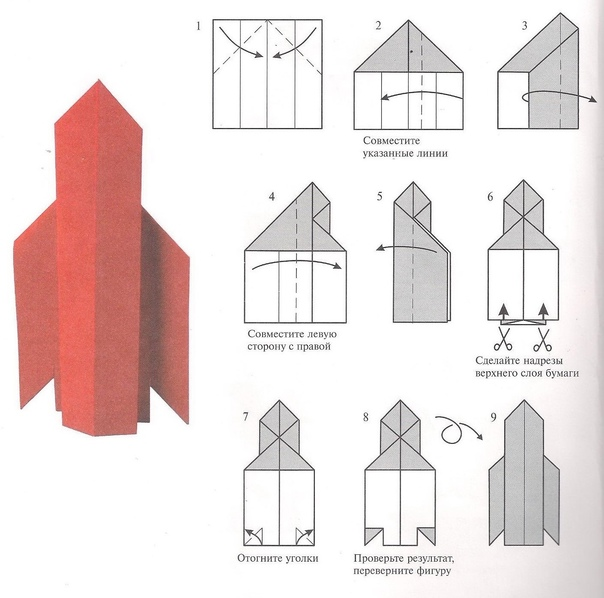 1
2
3
Совместите
указанные линии
4
5
6
Совместите левую
сторону с правой
Сделайте надрезы
верхнего слоя бумаги
7
8
9
Отогните уголки
Проверьте результат,
переверните фигуру